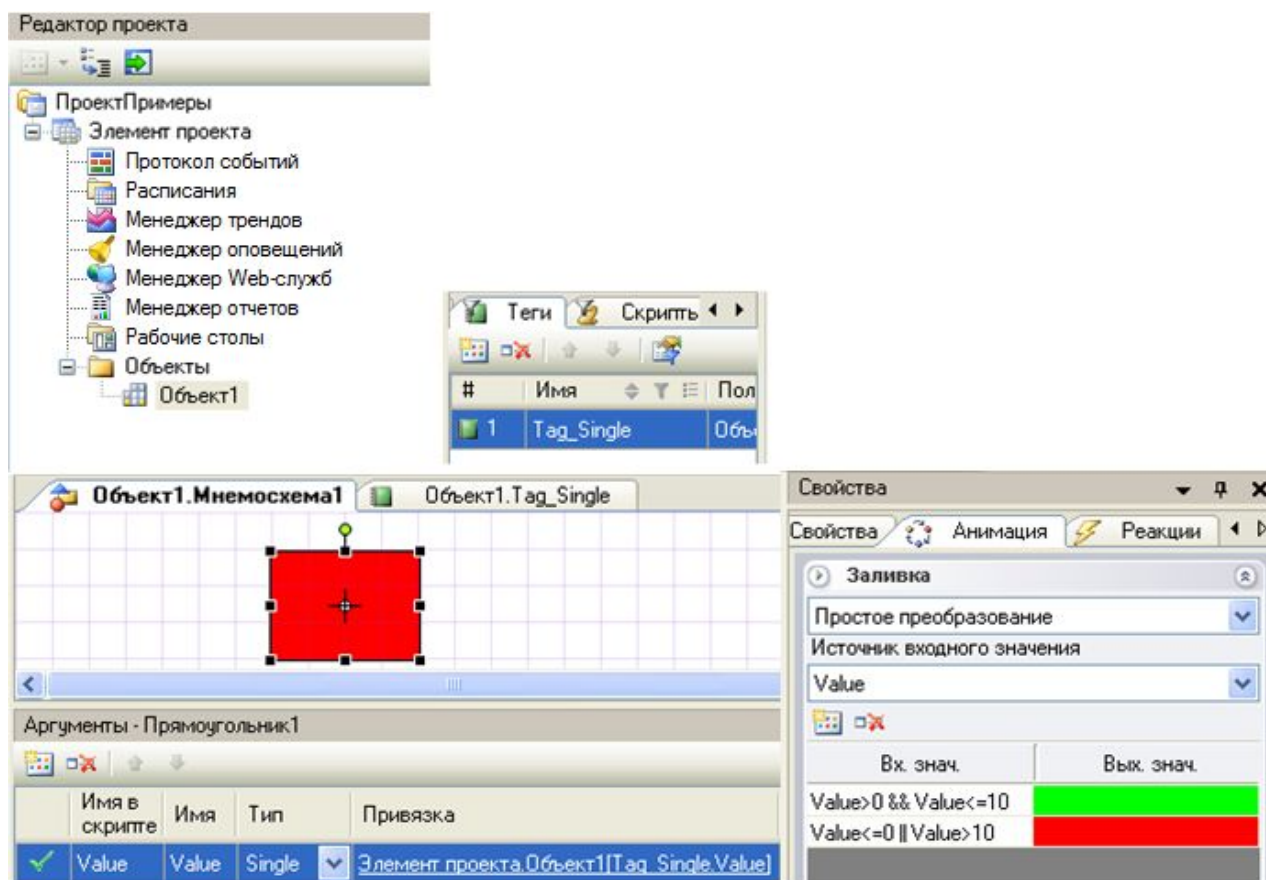 Редактор проекта
ПроектПримеры
Элемент проекта
Протокол событий
Расписания
Менеджер трендов
Менеджер оповещений
Менеджер Web-служб
Менеджер отчетов
Рабочие столы
Объекты
Объект1
Теги Скрипть
# Имя Пол
1 Tag_Single Объ
Объект1.Мнемосхема1 Объект1.Tag_Single
Аргументы - Прямоугольник1
Имя в скрипте Имя Тип Привязка
Value Value Single Элемент проекта.Объект1[Tag_Single.Value]
Свойства
Свойства Анимация Реакции
Заливка
Простое преобразование
Источник входного значения
Value
Вх. знач. Вых. знач.
Value>0 && Value<=10
Value<=0 || Value>10